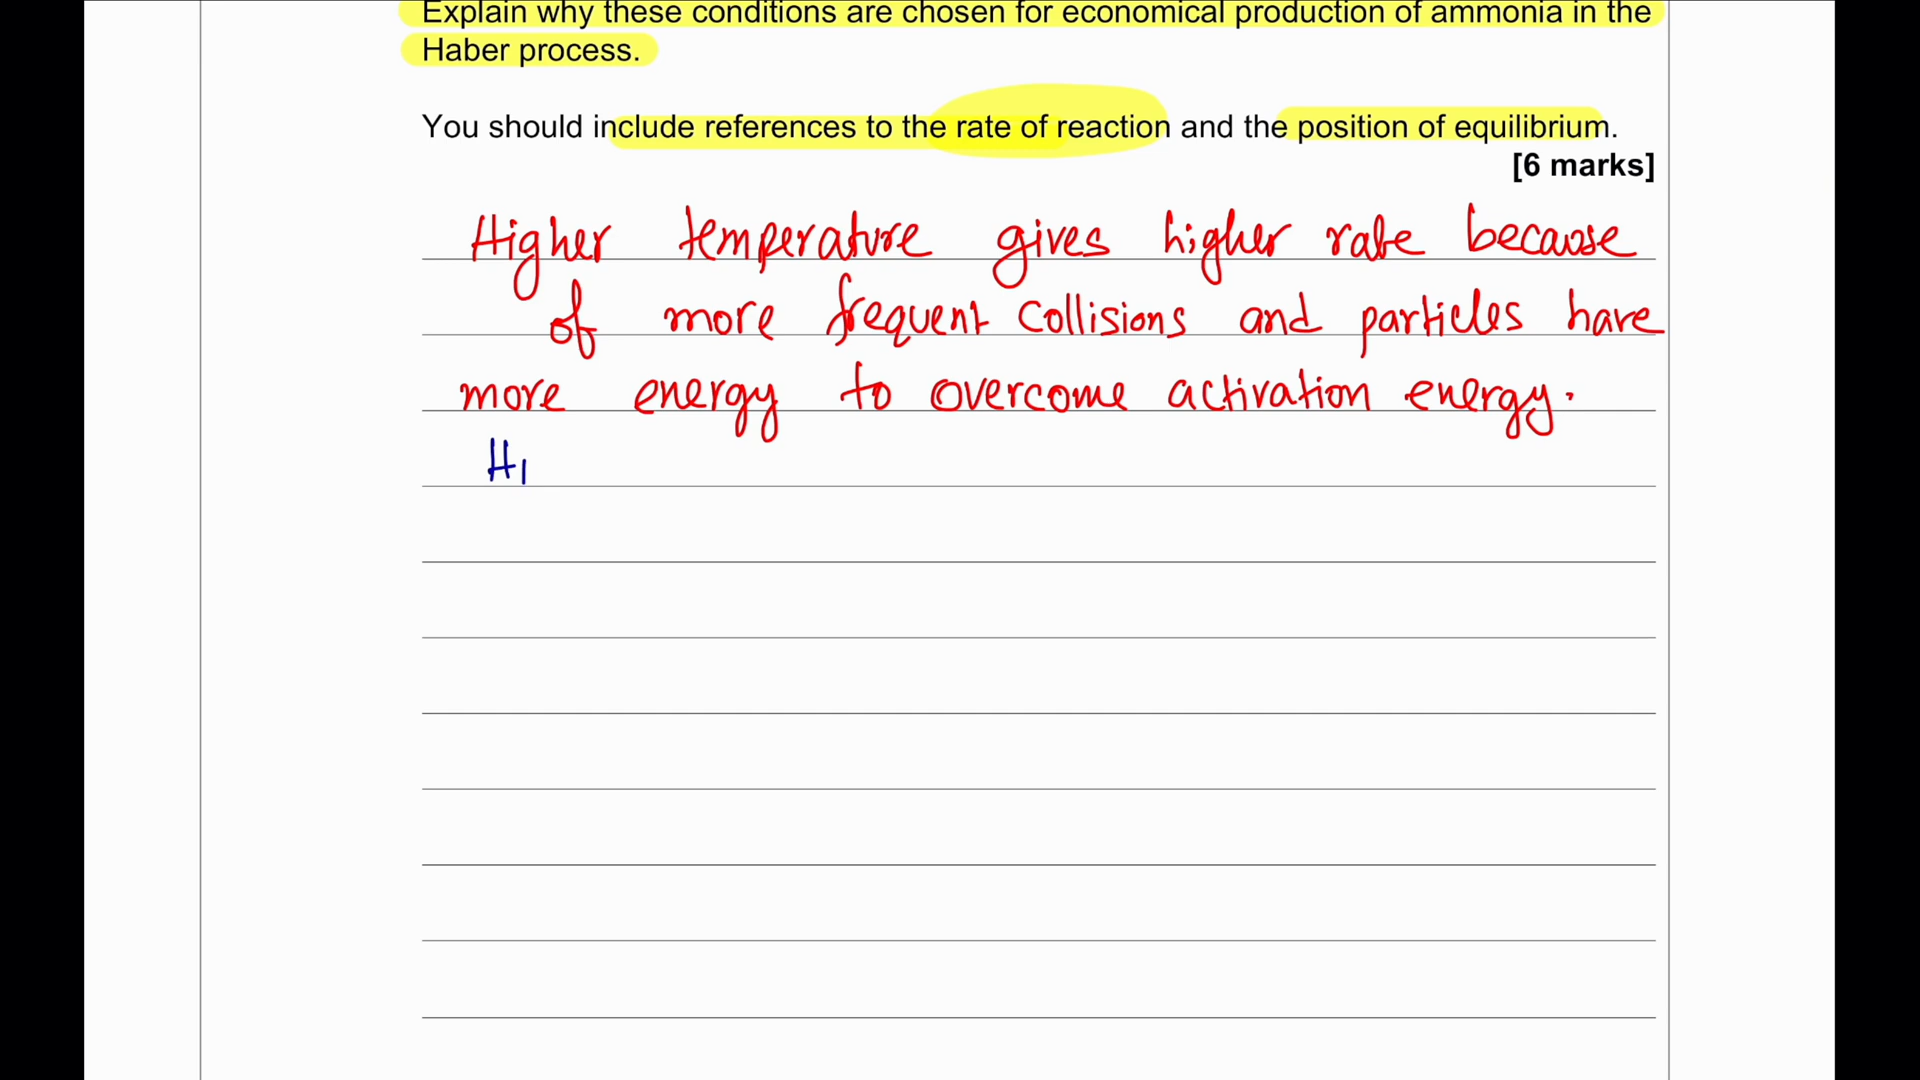 Explain why these conditions are chosen for economical production of ammonia in the
Haber process.
You should include references to the rate of reaction and the position of equilibrium.
[6 marks]
Higher temperature gives higher rate because
of more frequent collisions and particles have
more energy to overcome activation energy.
Hi